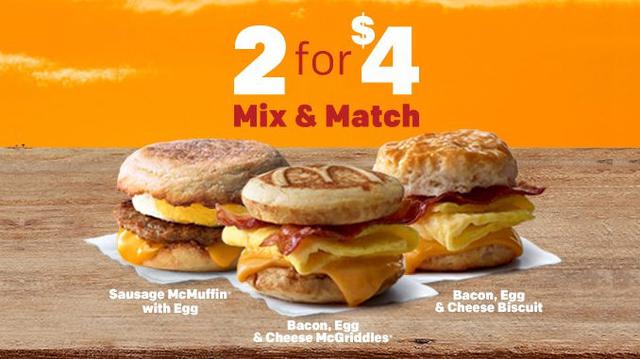 2 for $4
Mix & Match
Sausage McMuffin®
with Egg
Bacon, Egg
& Cheese McGriddles®
Bacon, Egg
& Cheese Biscuit